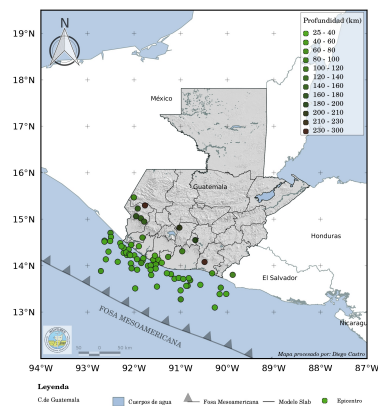 19°N
18°N
17°N
16°N
15°N
14°N
13°N
N
Profundidad (km)
25 - 40
40 - 60
60 - 80
80 - 100
100 - 120
120 - 140
140 - 160
160 - 180
180 - 200
200 - 210
210 - 230
230 - 300
México
Guatemala
Honduras
El Salvador
Nicaragu
FOSA MESOAMERICANA
Mapa procesado por: Diego Castro
94°W
93°W
92°W
91°W
90°W
89°W
88°W
87°W
Leyenda
C.de Guatemala
Cuerpos de agua
Fosa Mesoamericana
Modelo Slab
Epicentro